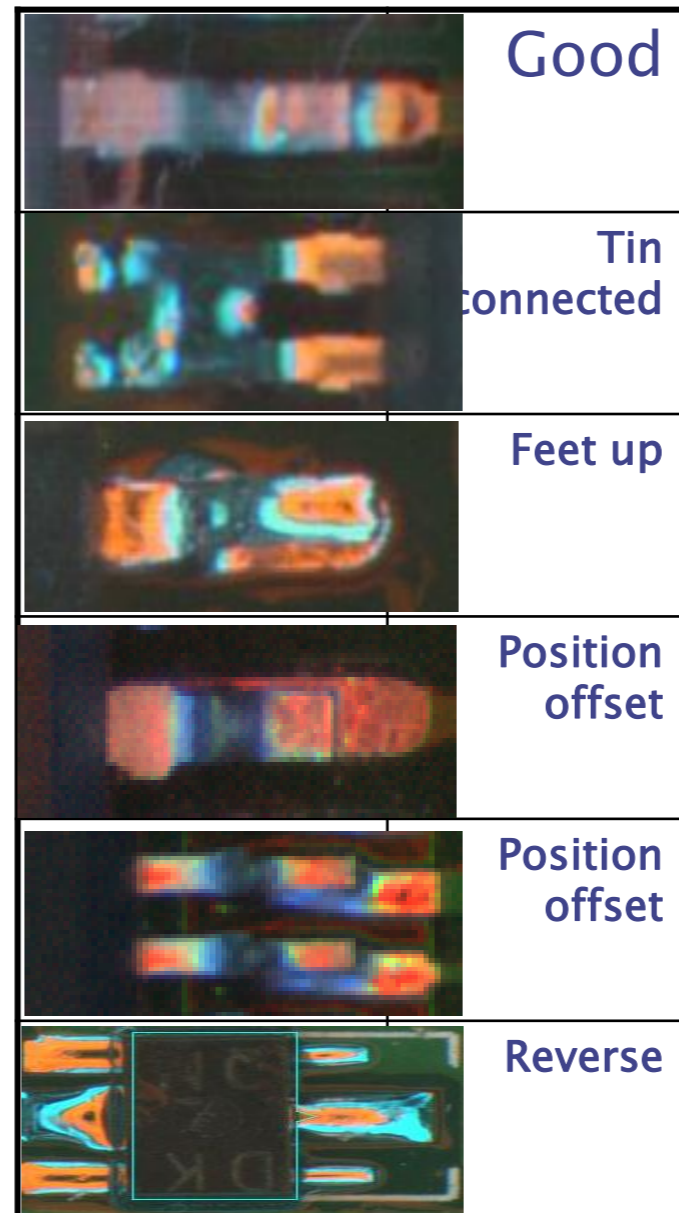 Good
Tin
connected
Feet up
Position
offset
Position
offset
Reverse